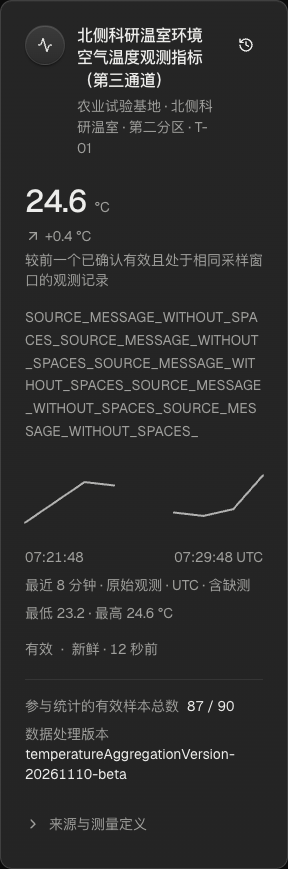 北侧科研温室环境
空气温度观测指标
（第三通道）
农业试验基地 · 北侧科
研温室 · 第二分区 · T-
01
24.6 °C
+0.4 °C
较前一个已确认有效且处于相同采样窗
口的观测记录
SOURCE_MESSAGE_WITHOUT_SPA
CES_SOURCE_MESSAGE_WITHOUT
_SPACES_SOURCE_MESSAGE_WIT
HOUT_SPACES_SOURCE_MESSAGE
_WITHOUT_SPACES_SOURCE_MES
SAGE_WITHOUT_SPACES_
07:21:48 07:29:48 UTC
最近 8 分钟 · 原始观测 · UTC · 含缺测
最低 23.2 · 最高 24.6 °C
有效 · 新鲜 · 12 秒前
参与统计的有效样本总数 87 / 90
数据处理版本
temperatureAggregationVersion-
20261110-beta
来源与测量定义